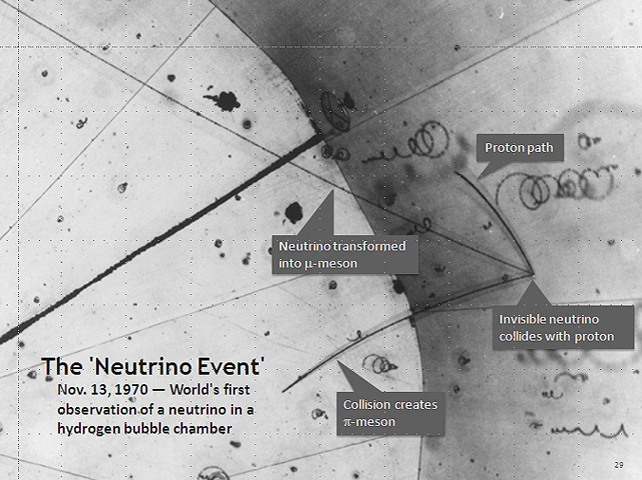 Proton path
Neutrino transformed
into μ-meson
Invisible neutrino
collides with proton
The 'Neutrino Event'
Nov. 13, 1970 — World's first
observation of a neutrino in a
hydrogen bubble chamber
Collision creates
π-meson
29